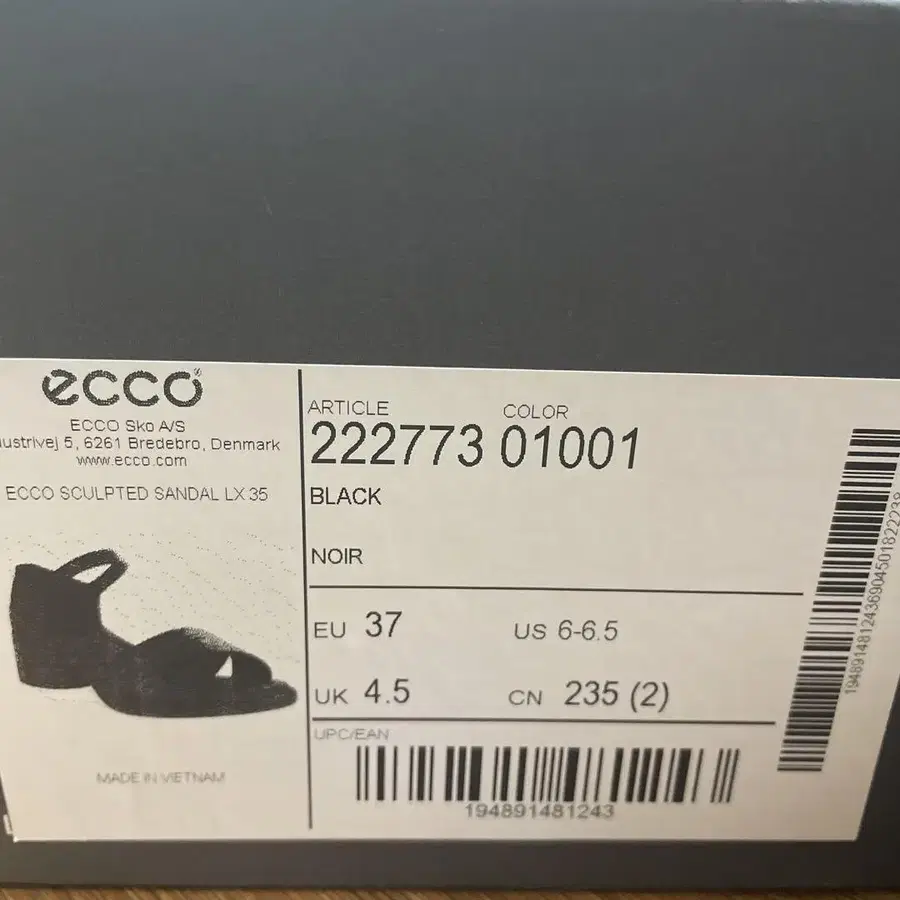 ecco®
ECCO Sko A/S
ustrivej 5, 6261 Bredebro, Denmark
www.ecco.com
ECCO SCULPTED SANDAL LX 35
MADE IN VIETNAM
ARTICLE COLOR
222773 01001
BLACK
NOIR
EU 37 US 6-6.5
UK 4.5 CN 235 (2)
UPC/EAN
194891481243